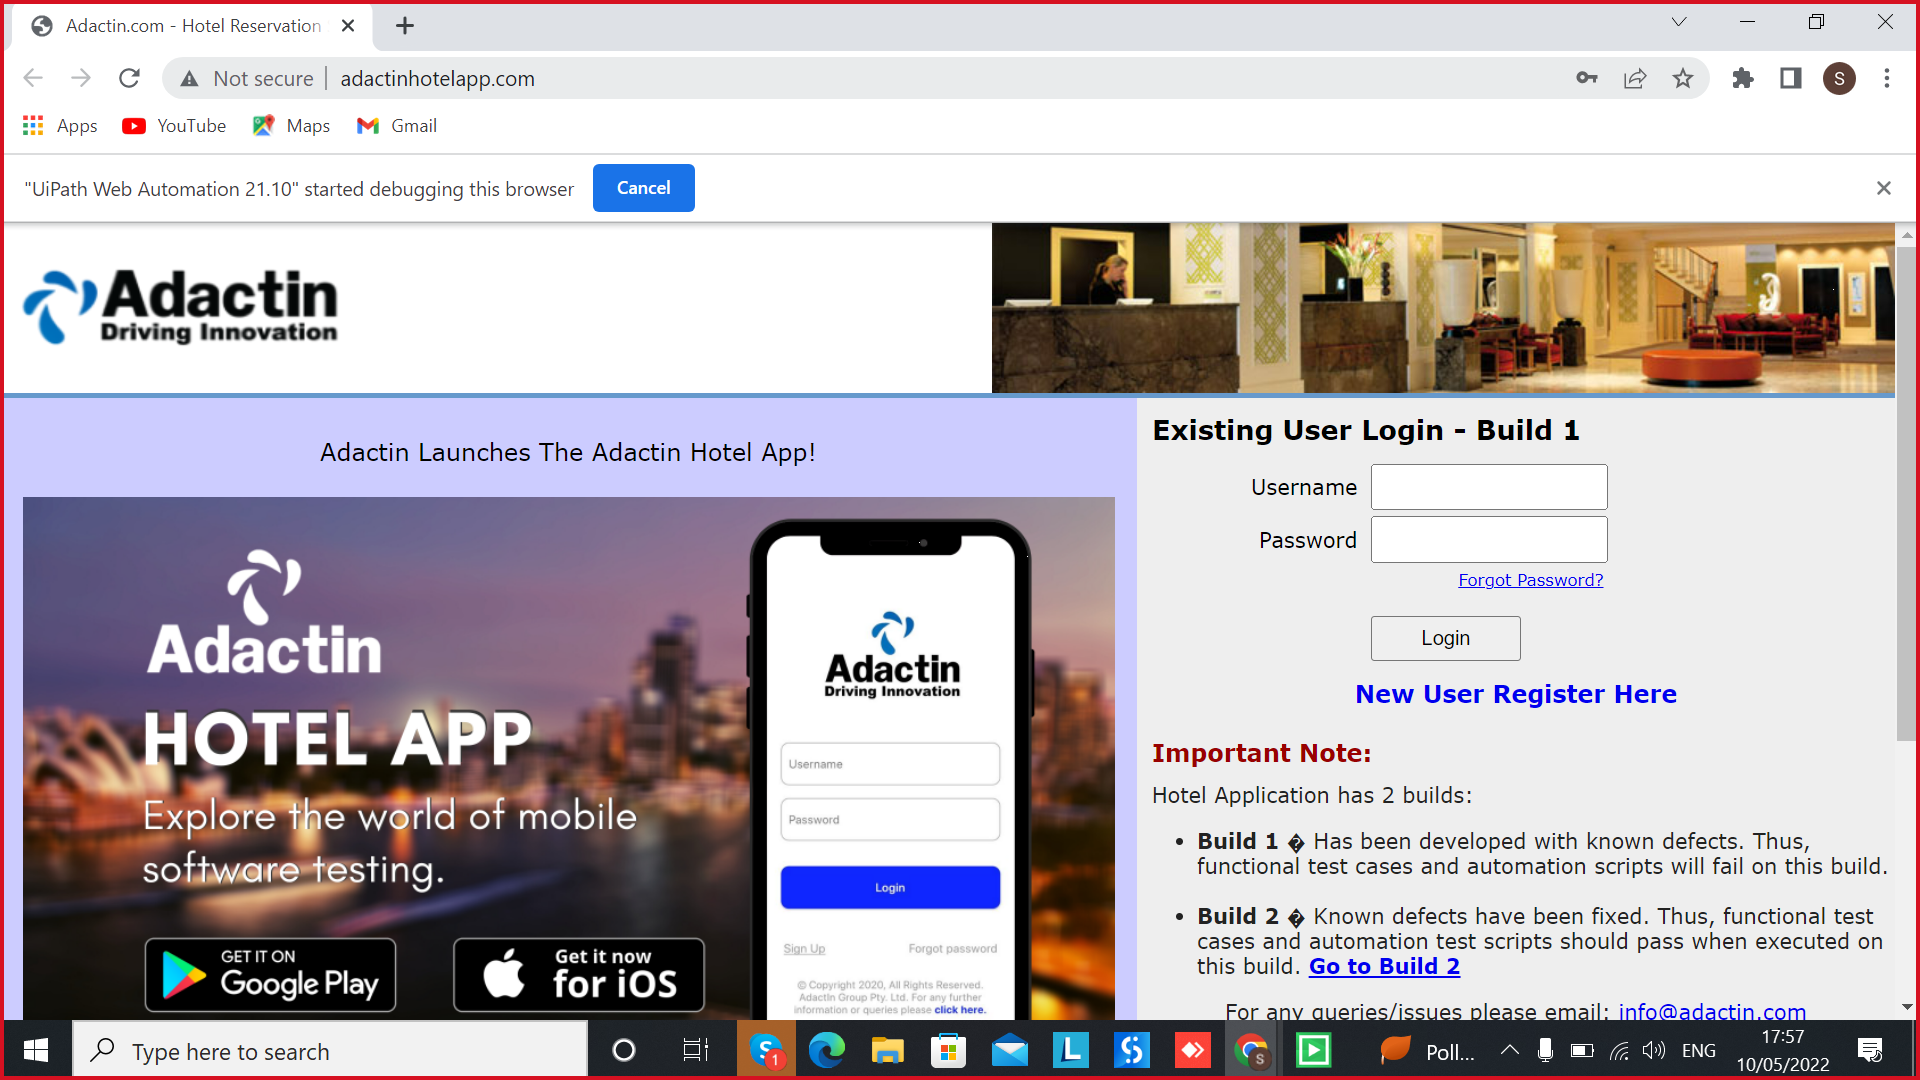 Adactin.com - Hotel Reservation
Not secure adactinhotelapp.com
S
Apps YouTube Maps Gmail
"UiPath Web Automation 21.10" started debugging this browser Cancel
Adactin
Driving Innovation
Adactin Launches The Adactin Hotel App!
Adactin
HOTEL APP
Explore the world of mobile
software testing.
GET IT ON
Google Play
Get it now
for iOS
Adactin
Driving Innovation
Username
Password
Login
Sign Up Forgot password
© Copyright 2020, All Rights Reserved.
AdactIn Group Pty. Ltd. For any further
information or queries please click here.
Existing User Login - Build 1
Username
Password
Forgot Password?
Login
New User Register Here
Important Note:
Hotel Application has 2 builds:
• Build 1 � Has been developed with known defects. Thus,
functional test cases and automation scripts will fail on this build.
• Build 2 � Known defects have been fixed. Thus, functional test
cases and automation test scripts should pass when executed on
this build. Go to Build 2
For any queries/issues please email: info@adactin.com
Type here to search
1
L
S
Poll...
ENG
17:57
10/05/2022